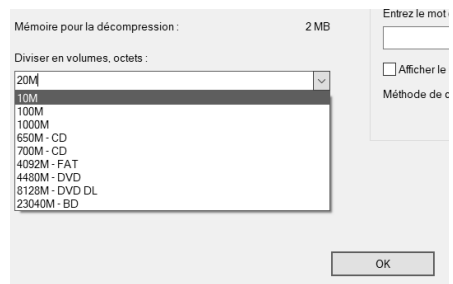 Entrez le mot
Mémoire pour la décompression : 2 MB
Diviser en volumes, octets :
20M
Afficher le
10M
Méthode de
100M
1000M
650M - CD
700M - CD
4092M - FAT
4480M - DVD
8128M - DVD DL
23040M - BD
OK